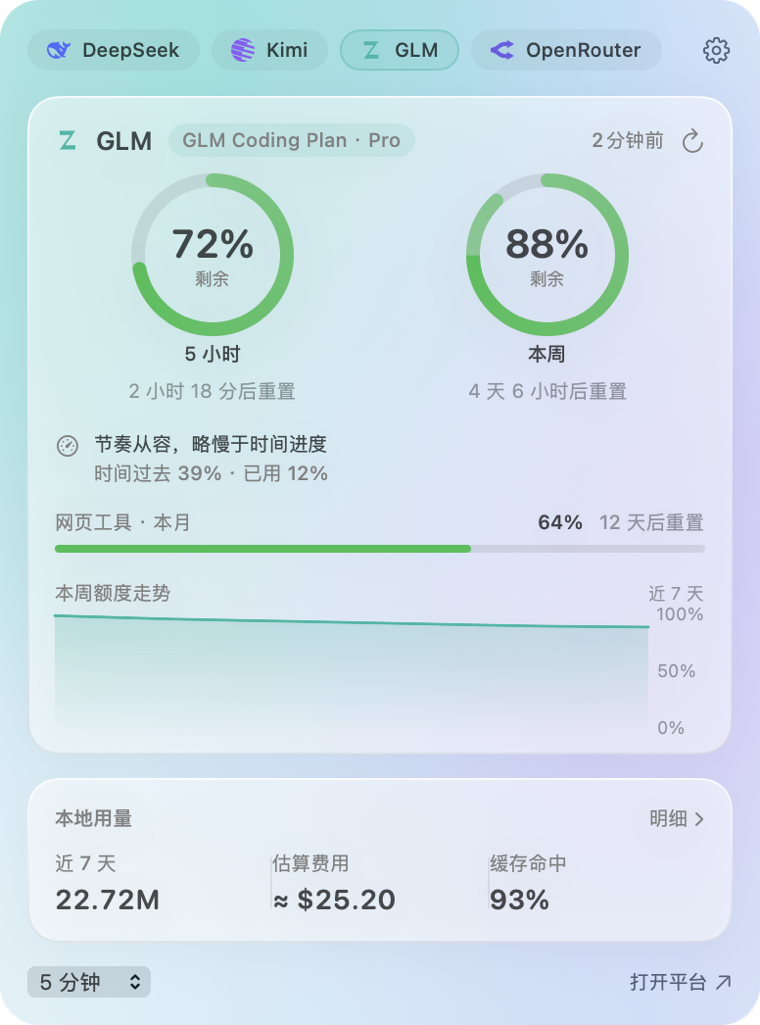 DeepSeek Kimi GLM OpenRouter
GLM GLM Coding Plan · Pro 2分钟前
72% 88%
剩余 剩余
5 小时 本周
2 小时 18 分后重置 4 天 6 小时后重置
节奏从容，略慢于时间进度
时间过去 39% · 已用 12%
网页工具 · 本月 64% 12 天后重置
本周额度走势 近 7 天
100%
50%
0%
本地用量 明细
近 7 天 估算费用 缓存命中
22.72M ≈ $25.20 93%
5 分钟 打开平台